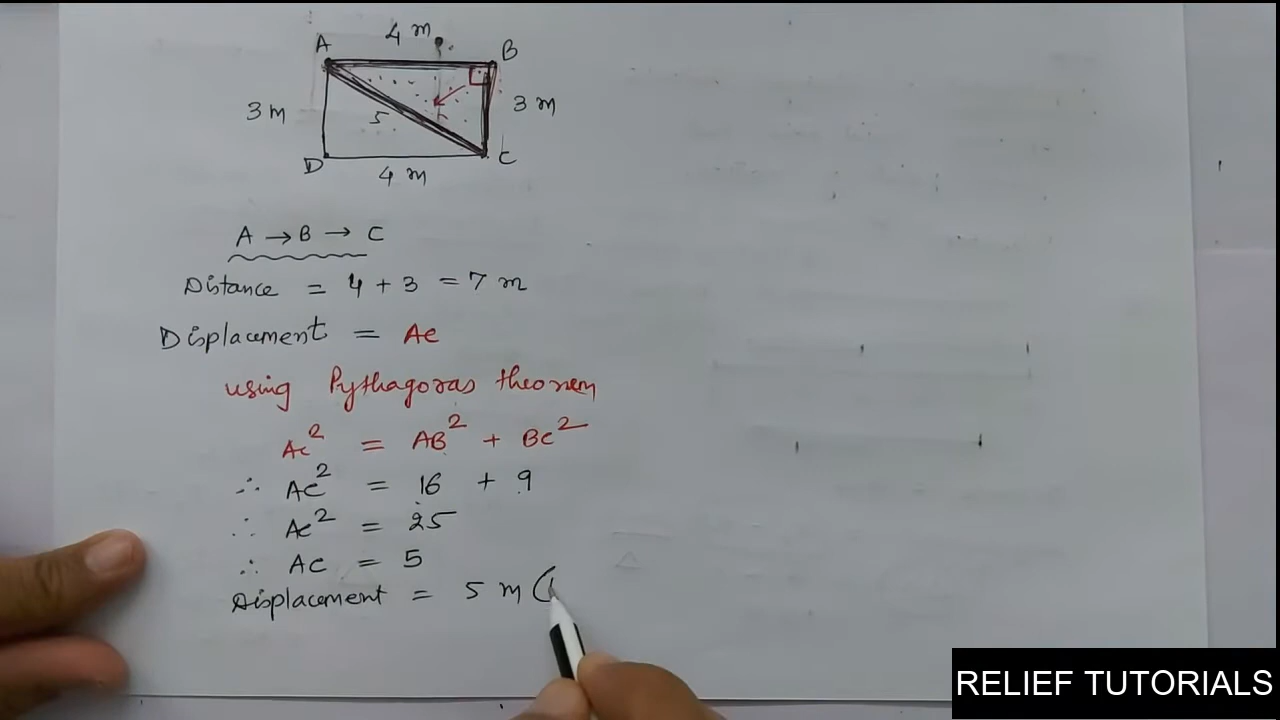 4 m
A
B
3 m
5
3 m
D
C
4 m
A → B → C
Distance = 4 + 3 = 7 m
Displacement = AC
using Pythagoras theorem
AC² = AB² + BC²
∴ AC² = 16 + 9
∴ AC² = 25
∴ AC = 5
Displacement = 5 m (
RELIEF TUTORIALS